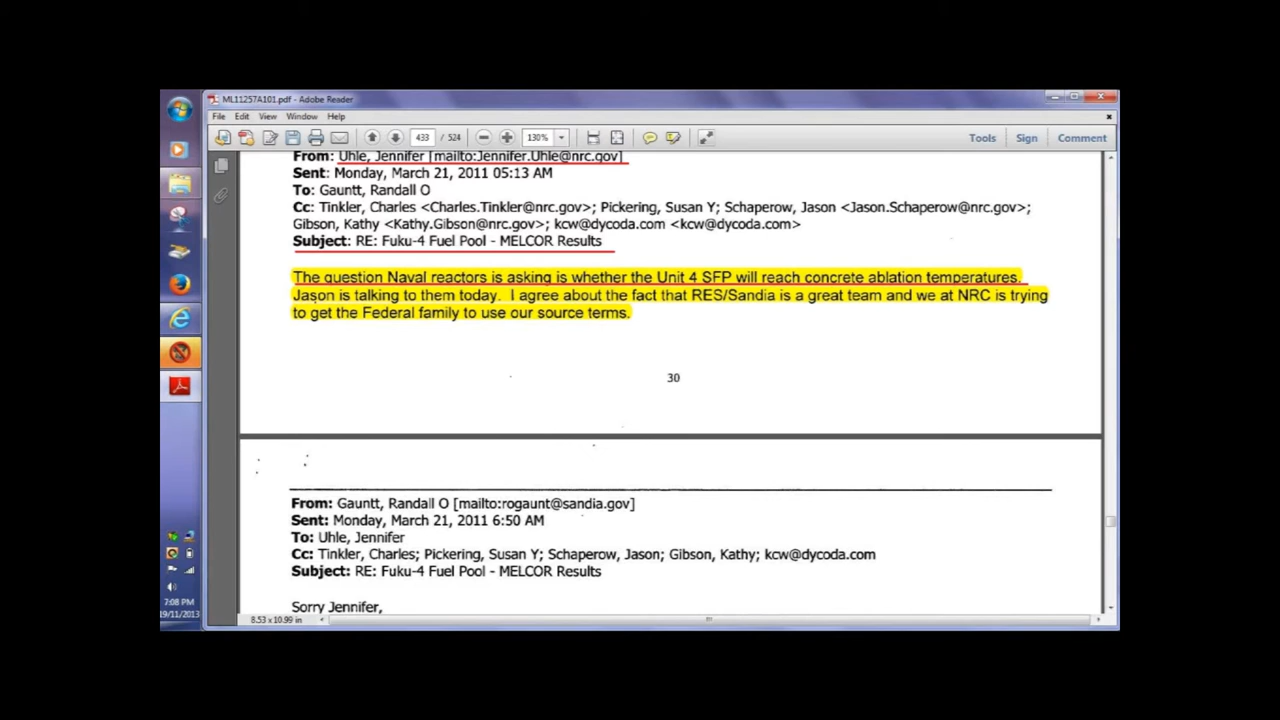 ML11257A101.pdf - Adobe Reader
File Edit View Window Help
433 / 524 130% Tools Sign Comment
From: Uhle, Jennifer [mailto:Jennifer.Uhle@nrc.gov]
Sent: Monday, March 21, 2011 05:13 AM
To: Gauntt, Randall O
Cc: Tinkler, Charles <Charles.Tinkler@nrc.gov>; Pickering, Susan Y; Schaperow, Jason <Jason.Schaperow@nrc.gov>;
Gibson, Kathy <Kathy.Gibson@nrc.gov>; kcw@dycoda.com <kcw@dycoda.com>
Subject: RE: Fuku-4 Fuel Pool - MELCOR Results
The question Naval reactors is asking is whether the Unit 4 SFP will reach concrete ablation temperatures.
Jason is talking to them today. I agree about the fact that RES/Sandia is a great team and we at NRC is trying
to get the Federal family to use our source terms.
30
From: Gauntt, Randall O [mailto:rogaunt@sandia.gov]
Sent: Monday, March 21, 2011 6:50 AM
To: Uhle, Jennifer
Cc: Tinkler, Charles; Pickering, Susan Y; Schaperow, Jason; Gibson, Kathy; kcw@dycoda.com
Subject: RE: Fuku-4 Fuel Pool - MELCOR Results
Sorry Jennifer,
8.53 x 10.99 in
7:08 PM
19/11/2013